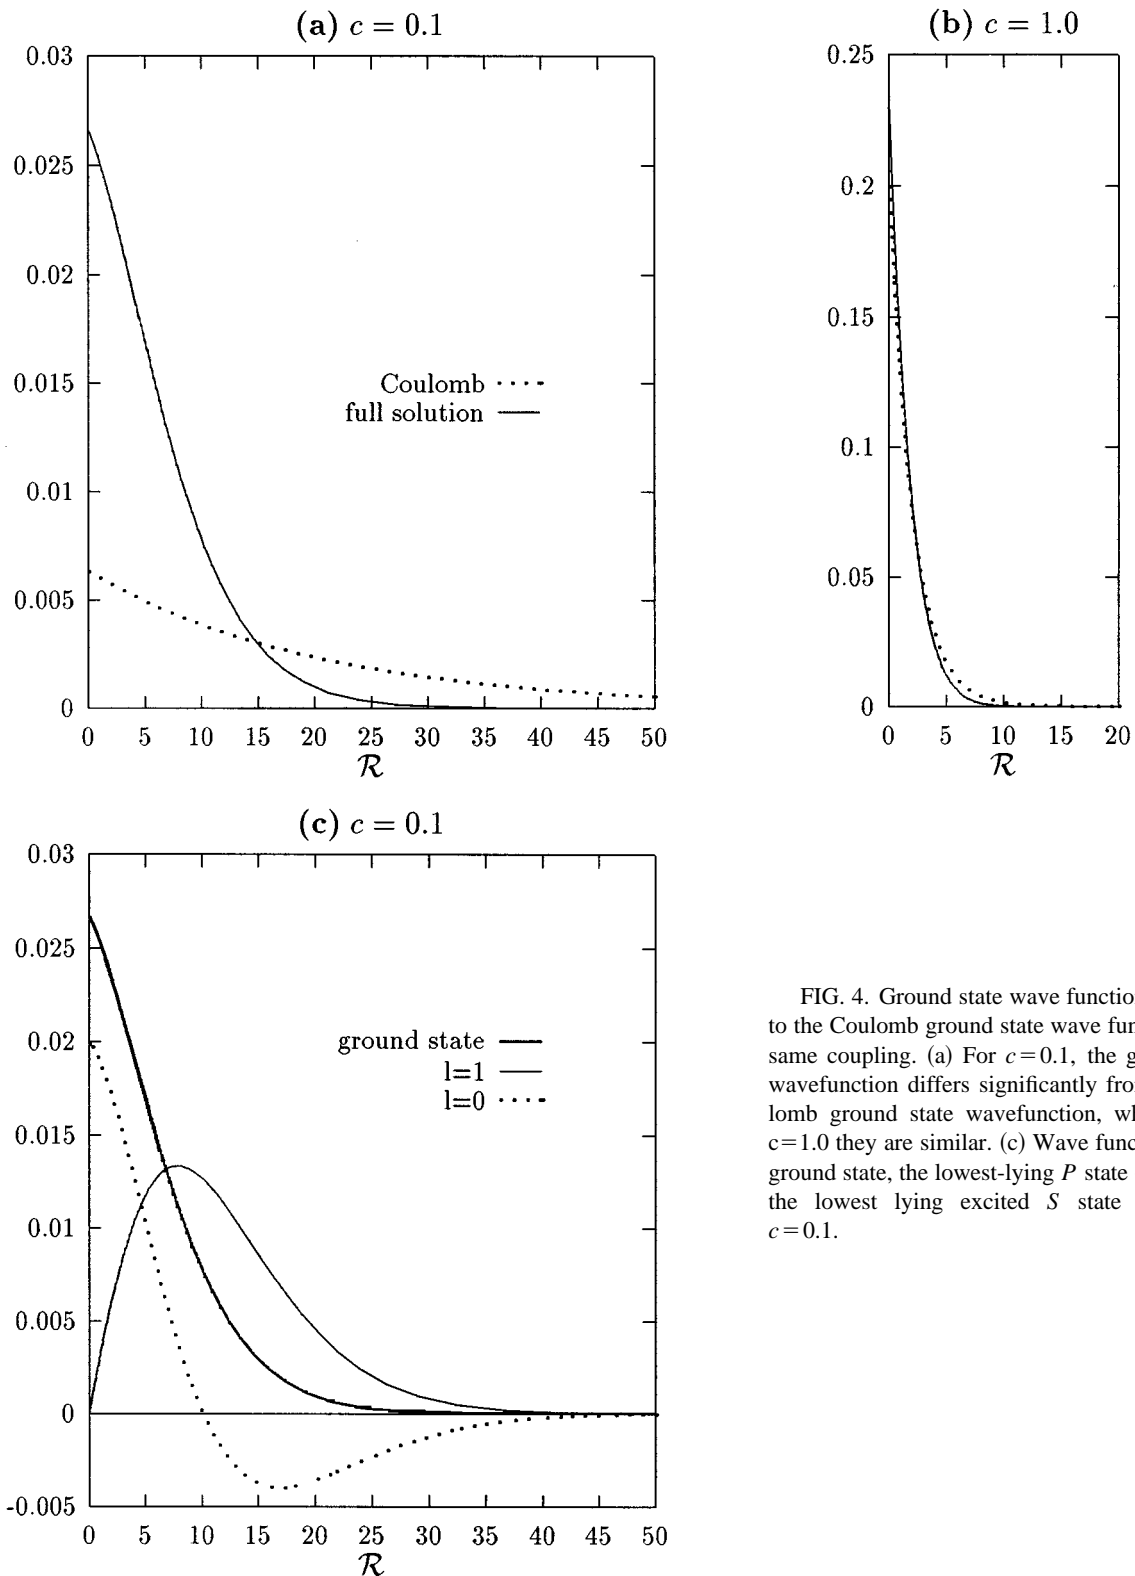 (a) c = 0.1
0.03
0.025
0.02
0.015
0.01
0.005
0
Coulomb
full solution
0 5 10 15 20 25 30 35 40 45 50
R
(b) c = 1.0
0.25
0.2
0.15
0.1
0.05
0
0 5 10 15 20
R
(c) c = 0.1
0.03
0.025
0.02
0.015
0.01
0.005
0
-0.005
ground state
l=1
l=0
0 5 10 15 20 25 30 35 40 45 50
R
FIG. 4. Ground state wave functio
to the Coulomb ground state wave fun
same coupling. (a) For c=0.1, the g
wavefunction differs significantly fro
lomb ground state wavefunction, wh
c=1.0 they are similar. (c) Wave func
ground state, the lowest-lying P state
the lowest lying excited S state
c=0.1.